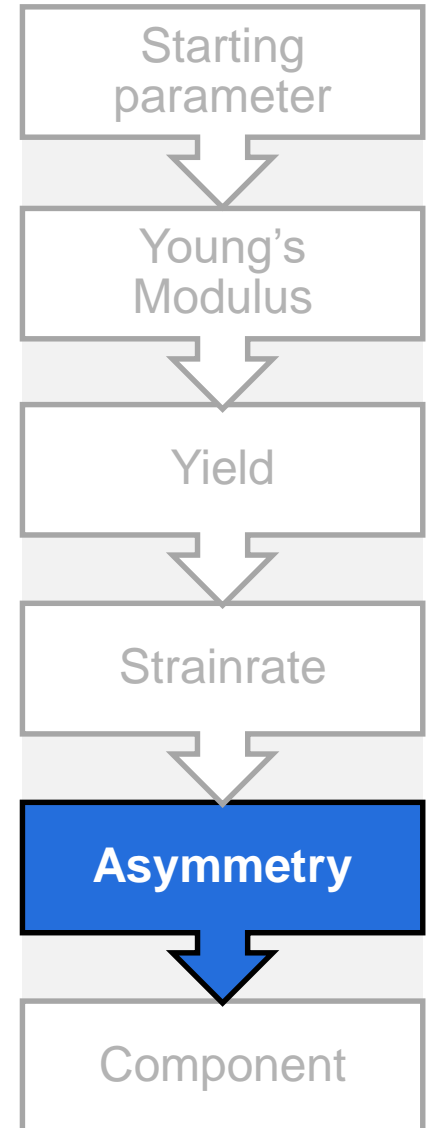 Starting
parameter
Young's
Modulus
Yield
Strainrate
Asymmetry
Component